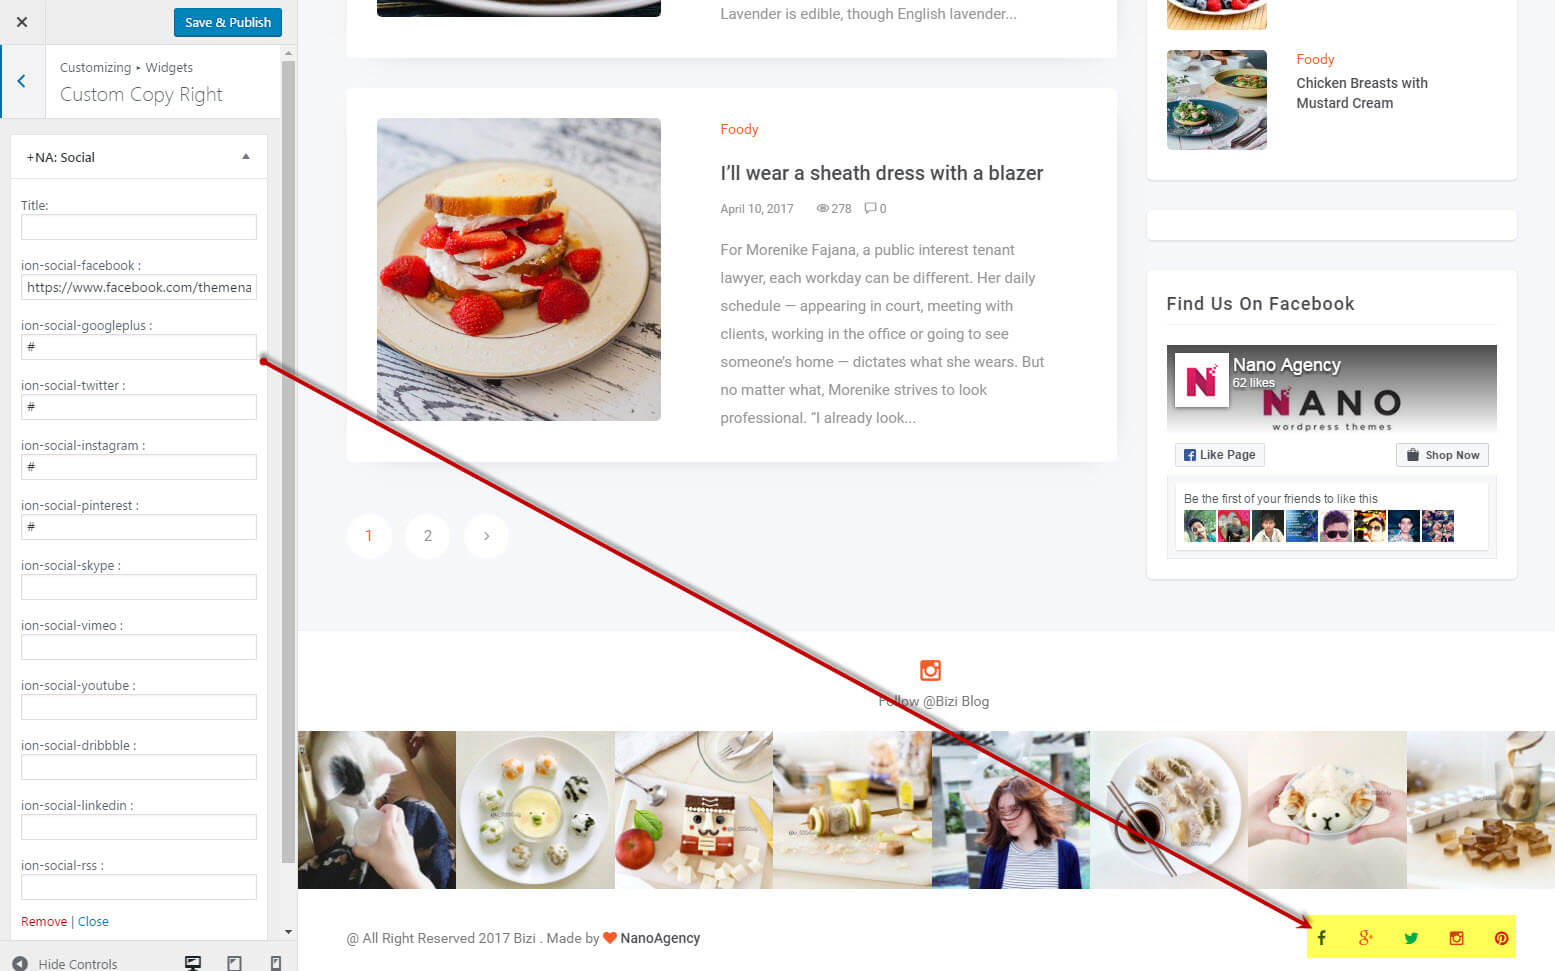 Save & Publish
Customizing ▸ Widgets
Custom Copy Right
+NA: Social
Title:
ion-social-facebook :
https://www.facebook.com/themena
ion-social-googleplus :
#
ion-social-twitter :
#
ion-social-instagram :
#
ion-social-pinterest :
#
ion-social-skype :
ion-social-vimeo :
ion-social-youtube :
ion-social-dribbble :
ion-social-linkedin :
ion-social-rss :
Remove | Close
Hide Controls
Lavender is edible, though English lavender...
Foody
I’ll wear a sheath dress with a blazer
April 10, 2017 278 0
For Morenike Fajana, a public interest tenant
lawyer, each workday can be different. Her daily
schedule — appearing in court, meeting with
clients, working in the office or going to see
someone’s home — dictates what she wears. But
no matter what, Morenike strives to look
professional. “I already look...
1 2 >
Foody
Chicken Breasts with
Mustard Cream
Find Us On Facebook
Nano Agency
62 likes
NANO
wordpress themes
Like Page
Shop Now
Be the first of your friends to like this
Follow @Bizi Blog
@ All Right Reserved 2017 Bizi . Made by NanoAgency